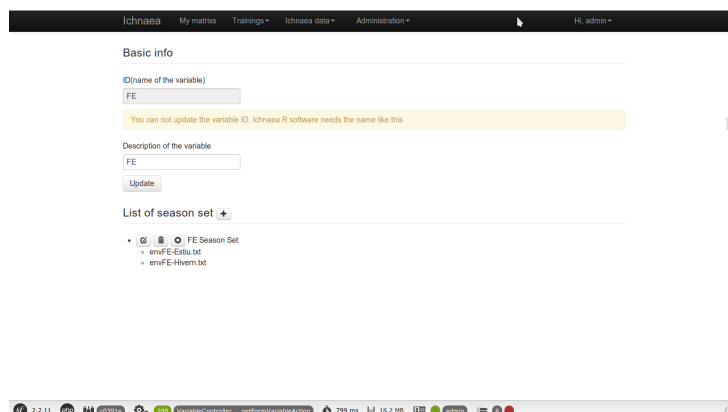 Ichnaea My matrixs Trainings Ichnaea data Administration Hi, admin
Basic info
ID(name of the variable)
FE
You can not update the variable ID. Ichnaea R software needs the name like this
Description of the variable
FE
Update
List of season set +
FE Season Set
envFE-Estiu.txt
envFE-Hivern.txt
2.2.11 php c0391e 200 VariableController :: getformVariableAction 799 ms 18.2 MB admin 6